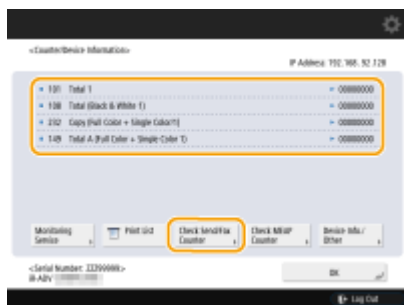 <Counter/Device Information>
IP Address: 192.168.92.128
101 Total 1 00000000
108 Total (Black & White 1) 00000000
232 Copy (Full Color + Single Color/1) 00000000
149 Total A (Full Color + Single Color 1) 00000000
Monitoring Service
Print List
Check Send/Fax Counter
Check MEAP Counter
Device Info./ Other
<Serial Number: ZZZ99999>
iR-ADV
OK
Log Out